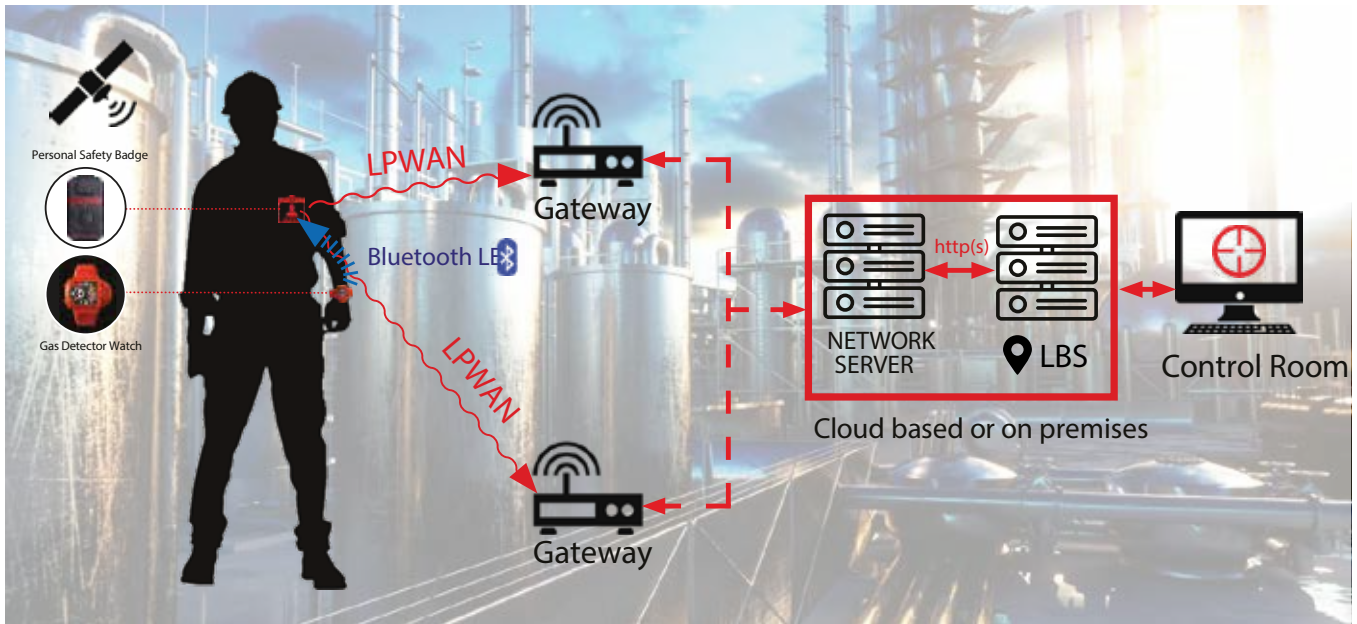 Personal Safety Badge
Gas Detector Watch
LPWAN
Gateway
Bluetooth LE
LPWAN
Gateway
http(s)
NETWORK
SERVER
LBS
Cloud based or on premises
Control Room